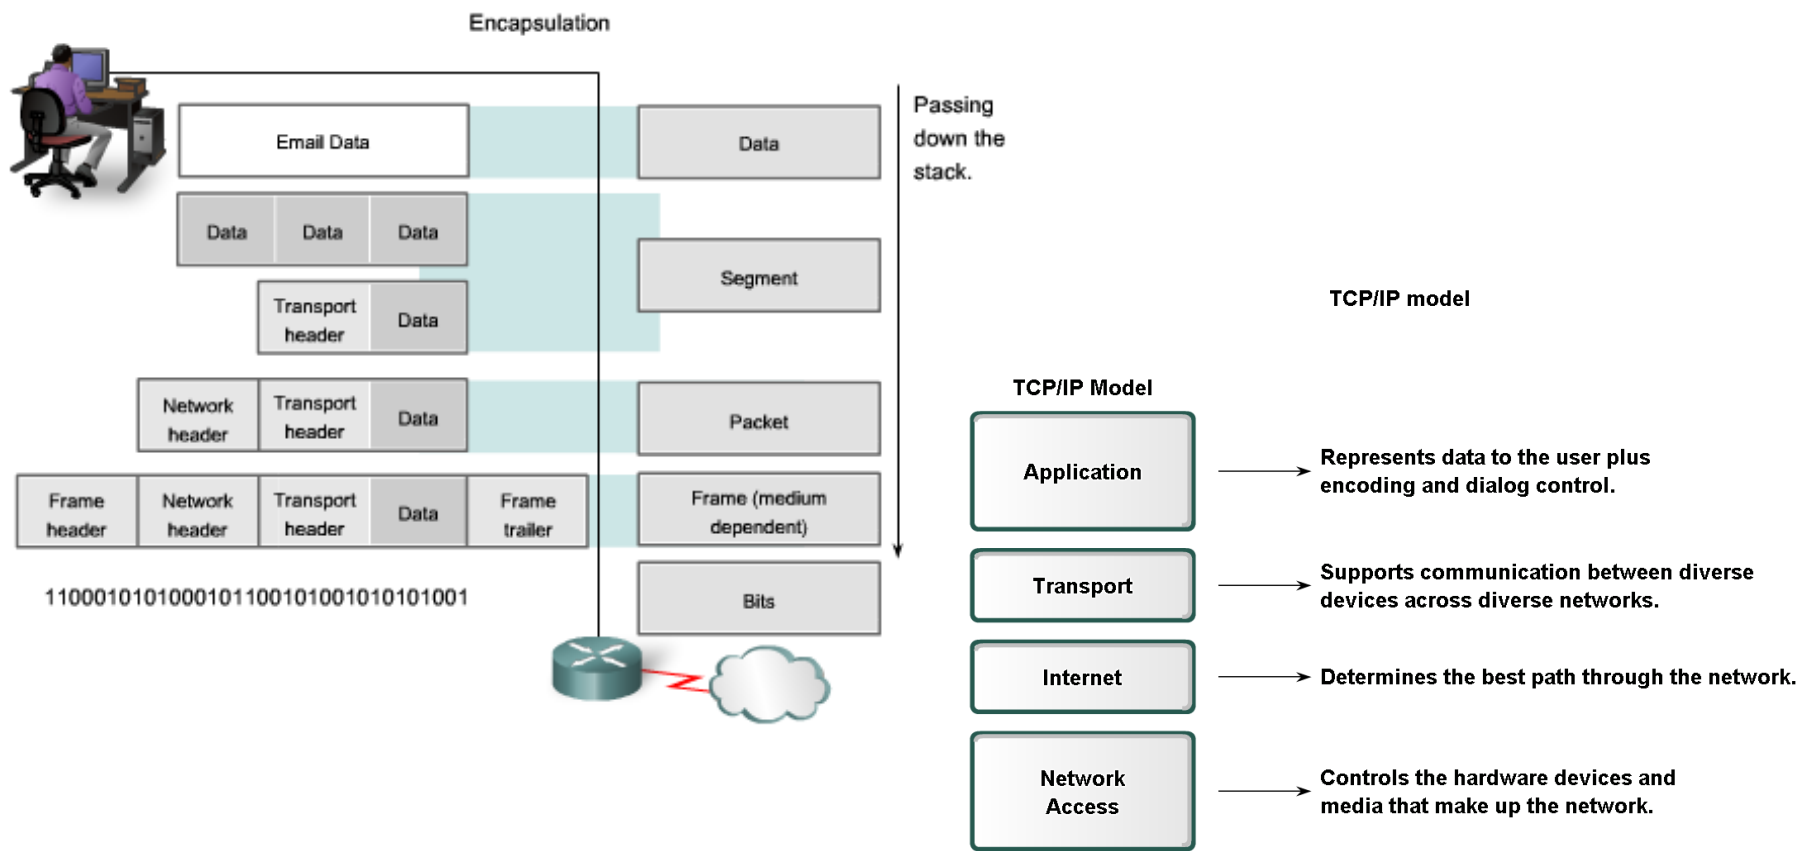 Encapsulation
Email Data
Data
Passing
down the
stack.
Data
Data
Data
Segment
Transport
header
Data
Network
header
Transport
header
Data
Packet
Frame
header
Network
header
Transport
header
Data
Frame
trailer
Frame (medium
dependent)
1100010101000101100101001010101001
Bits
TCP/IP model
TCP/IP Model
Application
Represents data to the user plus
encoding and dialog control.
Transport
Supports communication between diverse
devices across diverse networks.
Internet
Determines the best path through the network.
Network
Access
Controls the hardware devices and
media that make up the network.